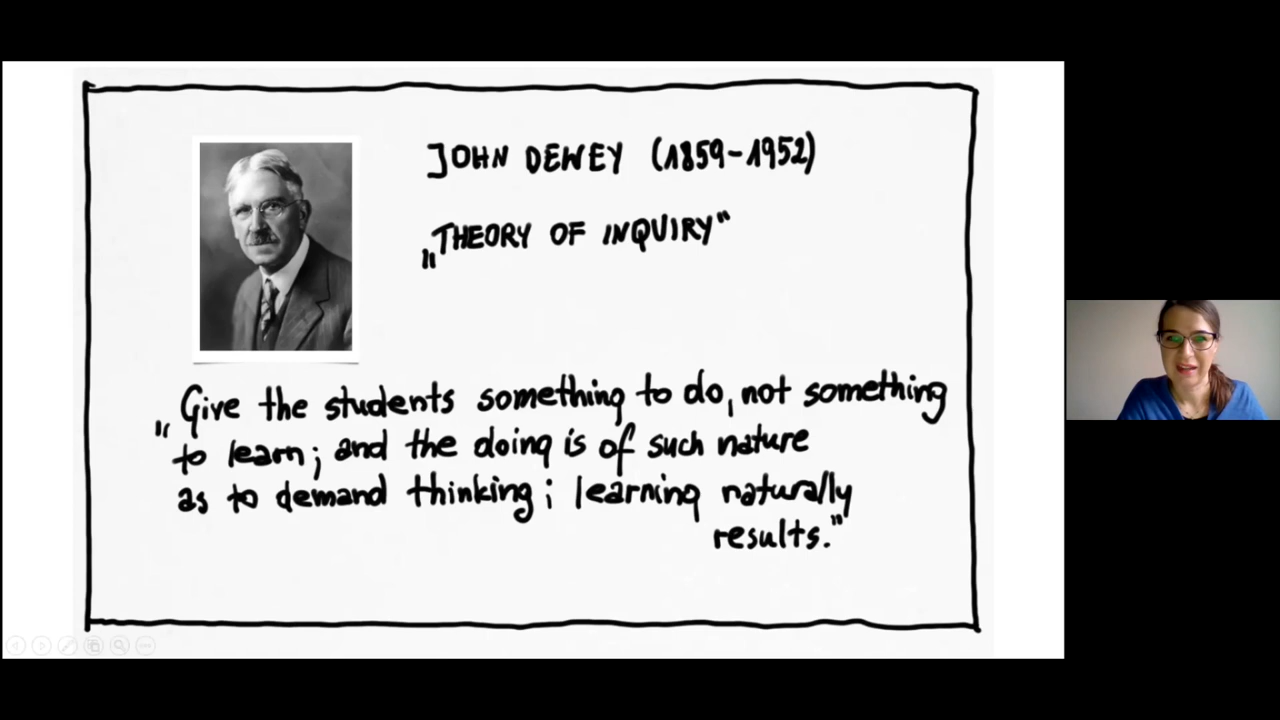 JOHN DEWEY (1859-1952)
„THEORY OF INQUIRY“
„Give the students something to do, not something
to learn; and the doing is of such nature
as to demand thinking; learning naturally
results.“